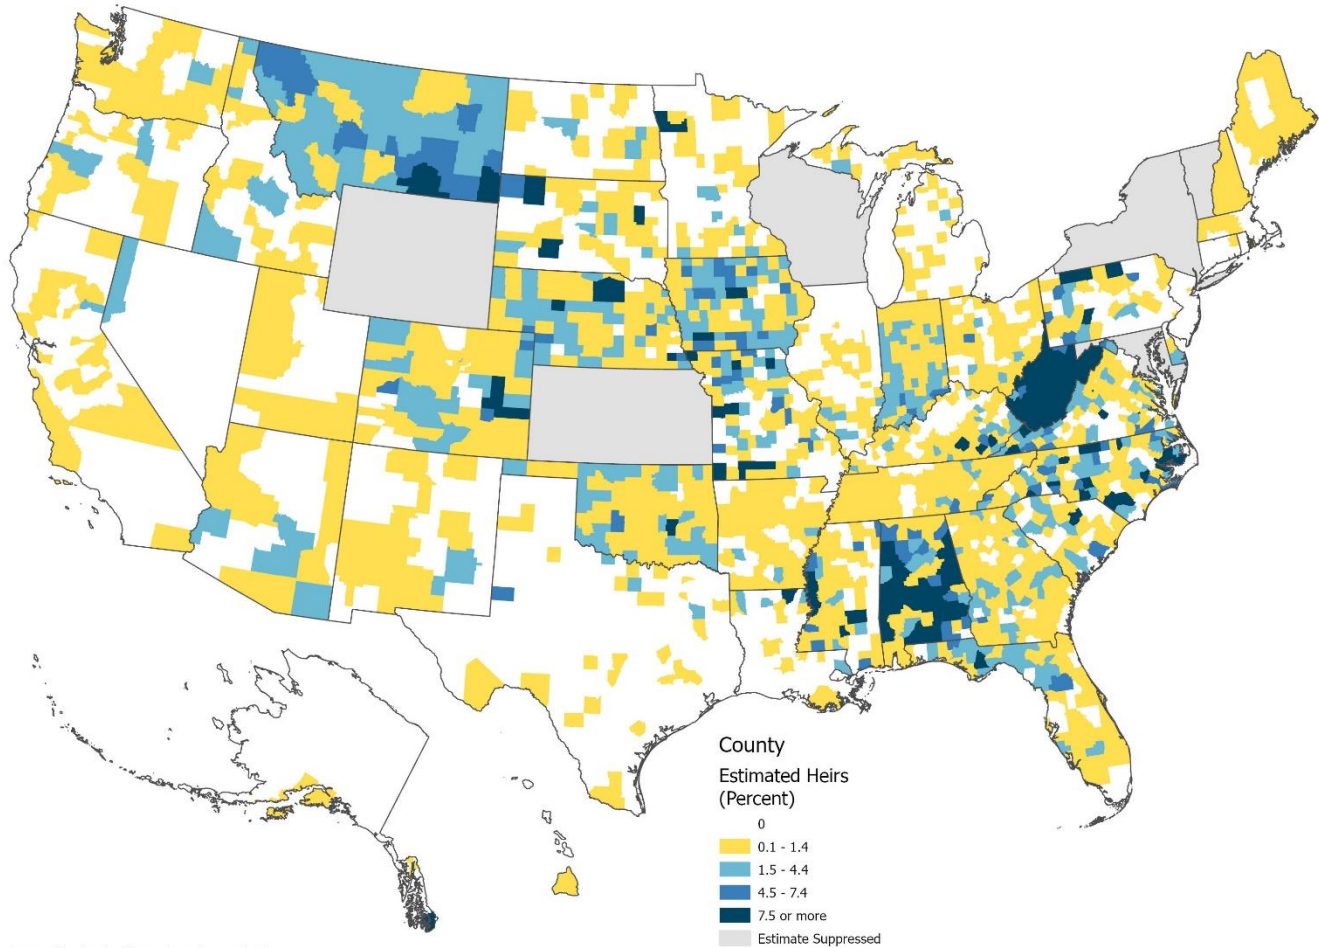 County
Estimated Heirs
(Percent)
0
0.1 - 1.4
1.5 - 4.4
4.5 - 7.4
7.5 or more
Estimate Suppressed